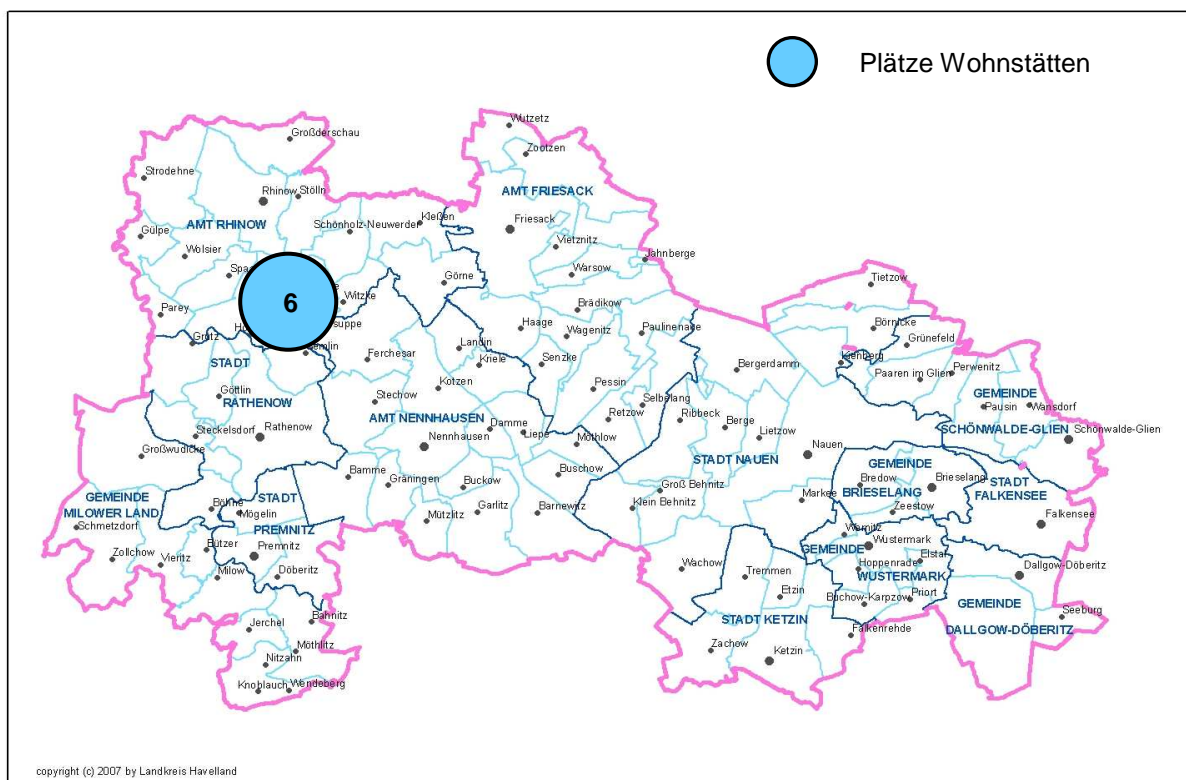 Plätze Wohnstätten
Wutzetz
Großderschau
Zootzen
Strodehne
AMT FRIESACK
Rhinow
Stölln
Kleßen
AMT RHINOW
Schönholz-Neuwerder
Friesack
Gülpe
Vietznitz
Wolsier
Jahnberge
Warsow
Görne
Tietzow
6
Witzke
Parey
Brädikow
Haage
Wagenitz
Paulinenaue
Börnicke
Grütz
Grünefeld
Landin
Ferchesar
Kriele
Senzke
Bergerdamm
Kienberg
STADT
Paaren im Glien
Perwenitz
Kotzen
Pessin
Göttlin
Stechow
Selbelang
GEMEINDE
RATHENOW
Pausin
Wansdorf
AMT NENNHAUSEN
Retzow
Ribbeck
Berge
Damme
SCHÖNWALDE-GLIEN
Schönwalde-Glien
Steckelsdorf
Rathenow
Liepe
Lietzow
Nennhausen
Möthlow
Nauen
Großwudicke
STADT NAUEN
GEMEINDE
Buschow
Bamme
Gräningen
Buckow
Groß Behnitz
Bredow
Brieselang
STADT
GEMEINDE
STADT
BRIESELANG
FALKENSEE
Böhne
Markee
MILOWER LAND
Mögelin
Garlitz
Barnewitz
Klein Behnitz
Zeestow
Mützlitz
Falkensee
Schmetzdorf
PREMNITZ
Wernitz
Bützer
Premnitz
GEMEINDE
Wustermark
Zollchow
Vieritz
Elstal
Milow
Döberitz
Wachow
Tremmen
Hoppenrade
WUSTERMARK
Dallgow-Döberitz
Etzin
Priort
Buchow-Karpzow
GEMEINDE
Bahnitz
Jerchel
STADT KETZIN
Seeburg
Falkenrehde
DALLGOW-DÖBERITZ
Möthlitz
Zachow
Nitzahn
Ketzin
Knoblauch
Wendeberg
copyright (c) 2007 by Landkreis Havelland